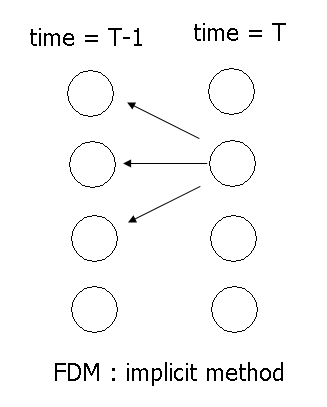 time = T-1
time = T
FDM : implicit method